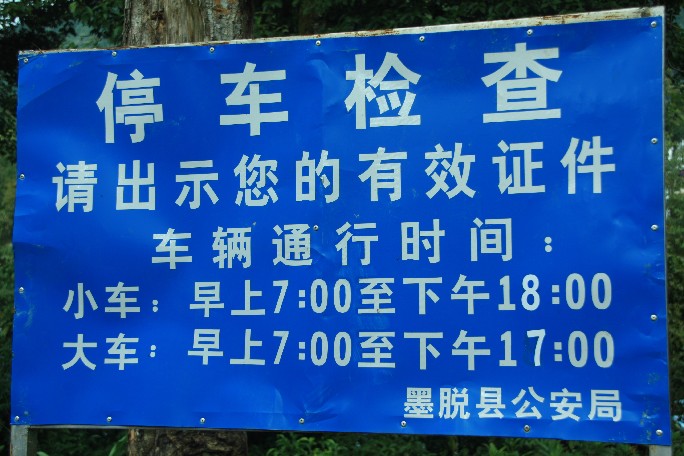 停车检查
请出示您的有效证件
车辆通行时间：
小车：早上7:00至下午18:00
大车：早上7:00至下午17:00
墨脱县公安局